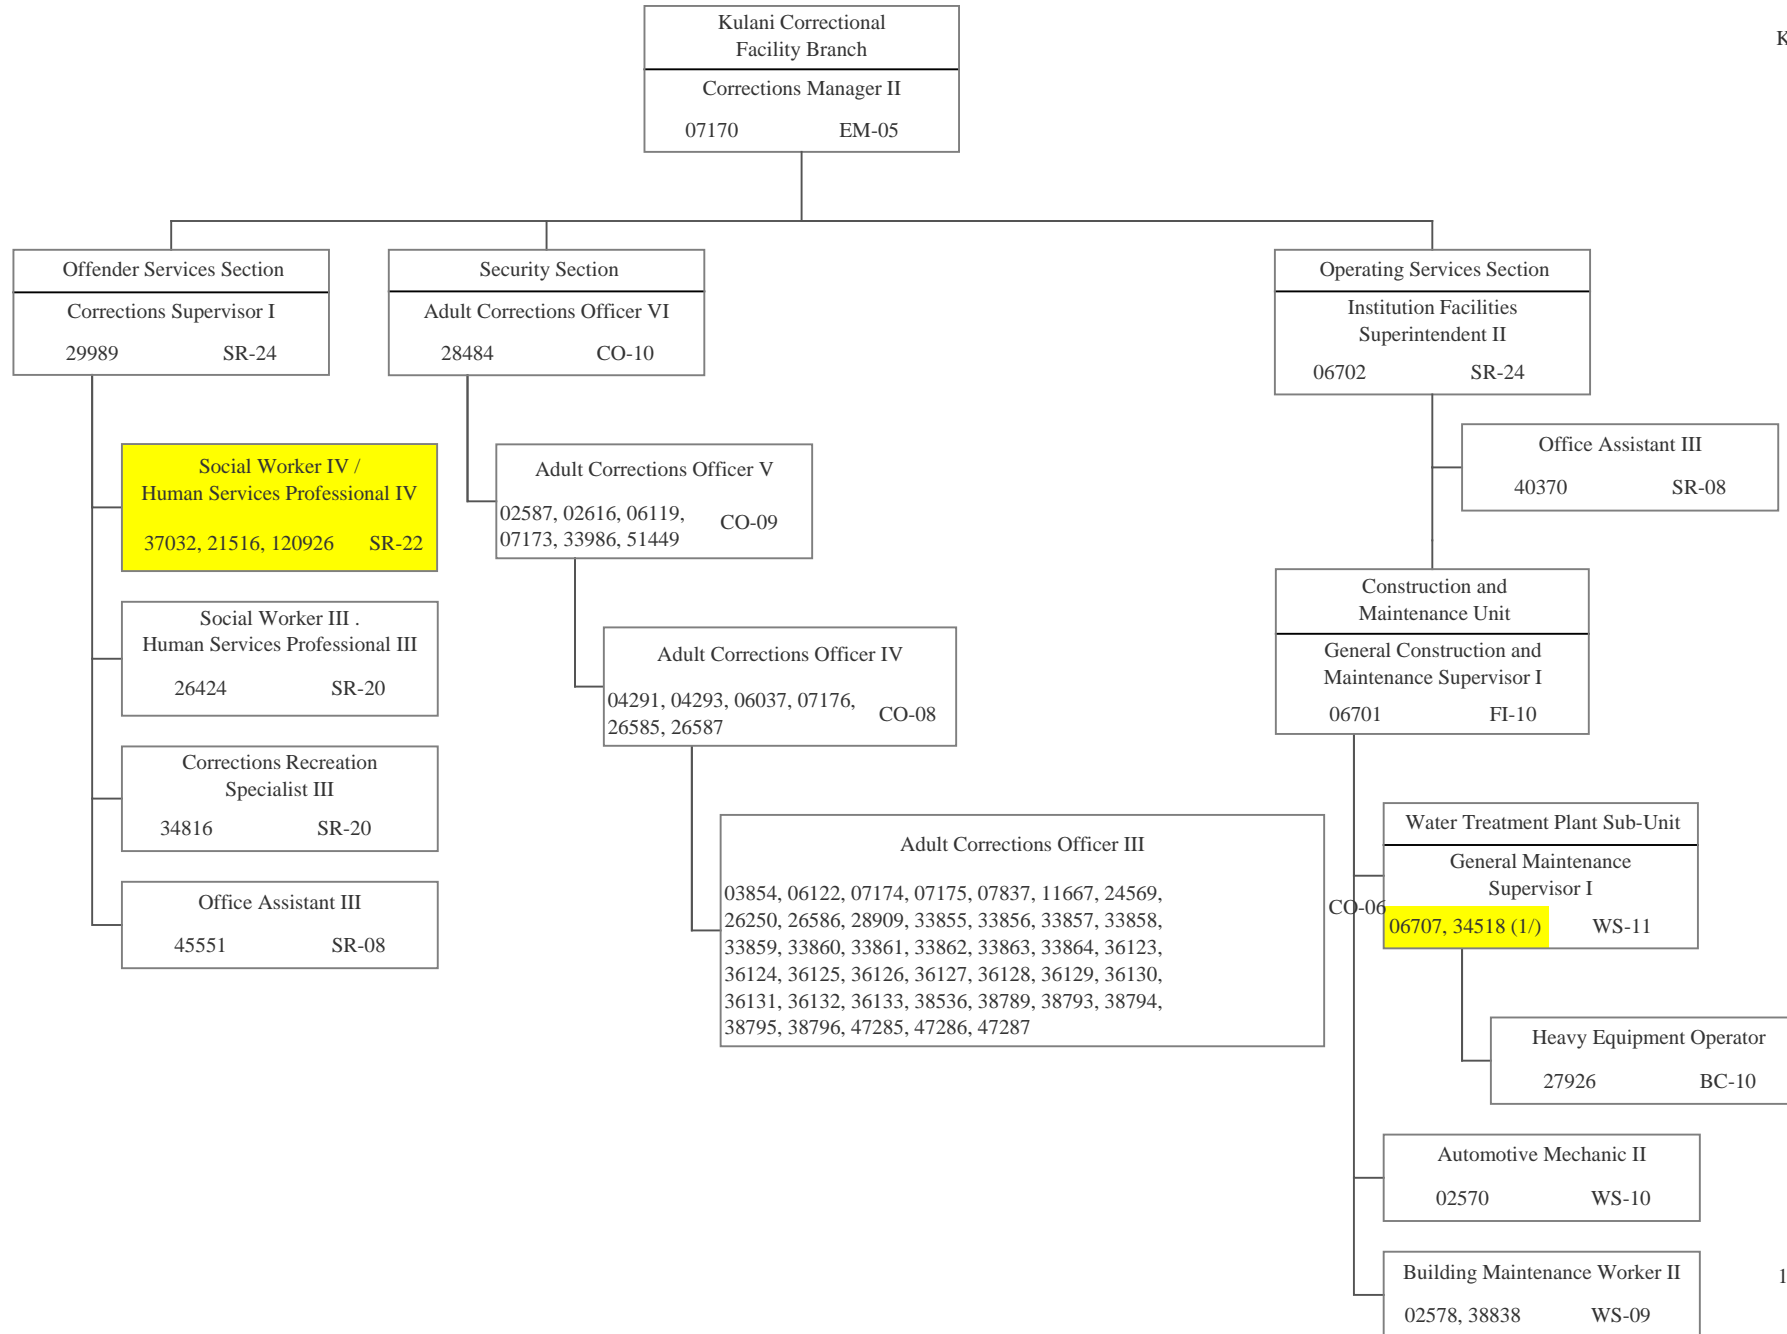 Kulani Correctional
Facility Branch
Corrections Manager II
07170 EM-05
K
Offender Services Section
Corrections Supervisor I
29989 SR-24
Social Worker IV /
Human Services Professional IV
37032, 21516, 120926 SR-22
Social Worker III .
Human Services Professional III
26424 SR-20
Corrections Recreation
Specialist III
34816 SR-20
Office Assistant III
45551 SR-08
Security Section
Adult Corrections Officer VI
28484 CO-10
Adult Corrections Officer V
02587, 02616, 06119,
07173, 33986, 51449
CO-09
Adult Corrections Officer IV
04291, 04293, 06037, 07176,
26585, 26587
CO-08
Adult Corrections Officer III
03854, 06122, 07174, 07175, 07837, 11667, 24569,
26250, 26586, 28909, 33855, 33856, 33857, 33858,
33859, 33860, 33861, 33862, 33863, 33864, 36123,
36124, 36125, 36126, 36127, 36128, 36129, 36130,
36131, 36132, 36133, 38536, 38789, 38793, 38794,
38795, 38796, 47285, 47286, 47287
CO-06
Operating Services Section
Institution Facilities
Superintendent II
06702 SR-24
Office Assistant III
40370 SR-08
Construction and
Maintenance Unit
General Construction and
Maintenance Supervisor I
06701 FI-10
Water Treatment Plant Sub-Unit
General Maintenance
Supervisor I
06707, 34518 (1/) WS-11
Heavy Equipment Operator
27926 BC-10
Automotive Mechanic II
02570 WS-10
Building Maintenance Worker II
02578, 38838 WS-09
1